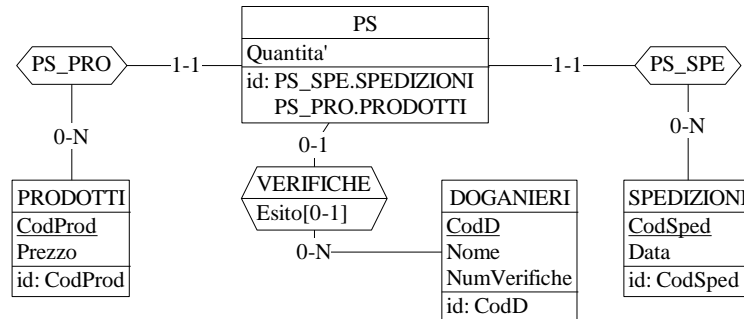 PS
Quantita'
id: PS_SPE.SPEDIZIONI
PS_PRO.PRODOTTI
PS_PRO
1-1
1-1
PS_SPE
0-N
0-1
0-N
VERIFICHE
Esito[0-1]
0-N
PRODOTTI
CodProd
Prezzo
id: CodProd
DOGANIERI
CodD
Nome
NumVerifiche
id: CodD
SPEDIZIONI
CodSped
Data
id: CodSped